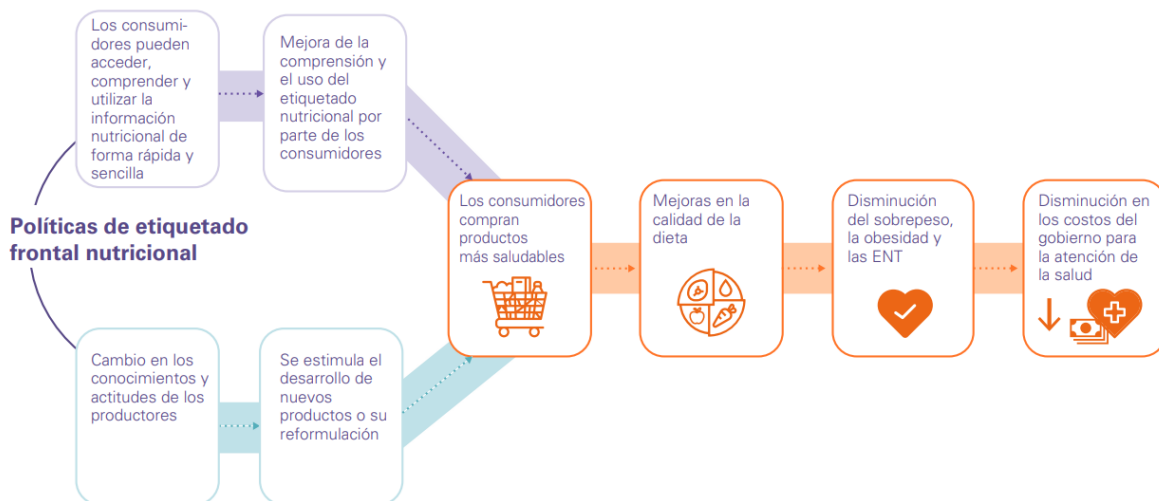 Los consumi-
dores pueden
acceder,
comprender y
utilizar la
información
nutricional de
forma rápida y
sencilla
Mejora de la
comprensión y
el uso del
etiquetado
nutricional por
parte de los
consumidores
Políticas de etiquetado
frontal nutricional
Cambio en los
conocimientos y
actitudes de los
productores
Se estimula el
desarrollo de
nuevos
productos o su
reformulación
Los consumidores
compran
productos
más saludables
Mejoras en la
calidad de la
dieta
Disminución
del sobrepeso,
la obesidad y
las ENT
Disminución en
los costos del
gobierno para
la atención de
la salud